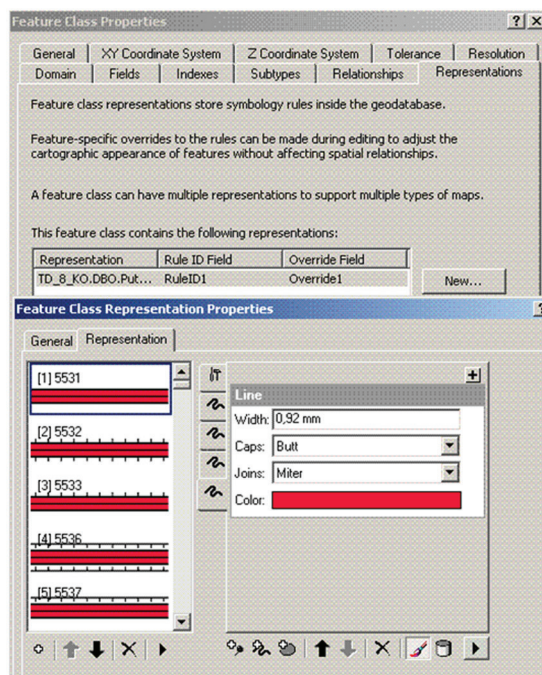 Feature Class Properties
General XY Coordinate System Z Coordinate System Tolerance Resolution
Domain Fields Indexes Subtypes Relationships Representations
Feature class representations store symbology rules inside the geodatabase.
Feature-specific overrides to the rules can be made during editing to adjust the
cartographic appearance of features without affecting spatial relationships.
A feature class can have multiple representations to support multiple types of maps.
This feature class contains the following representations:
Representation Rule ID Field Override Field
TD_8_KO.DBO.Put... RuleID1 Override1 New...
Feature Class Representation Properties
General Representation
[1] 5531
[2] 5532
[3] 5533
[4] 5536
[5] 5537
Line
Width: 0,92 mm
Caps: Butt
Joins: Miter
Color: